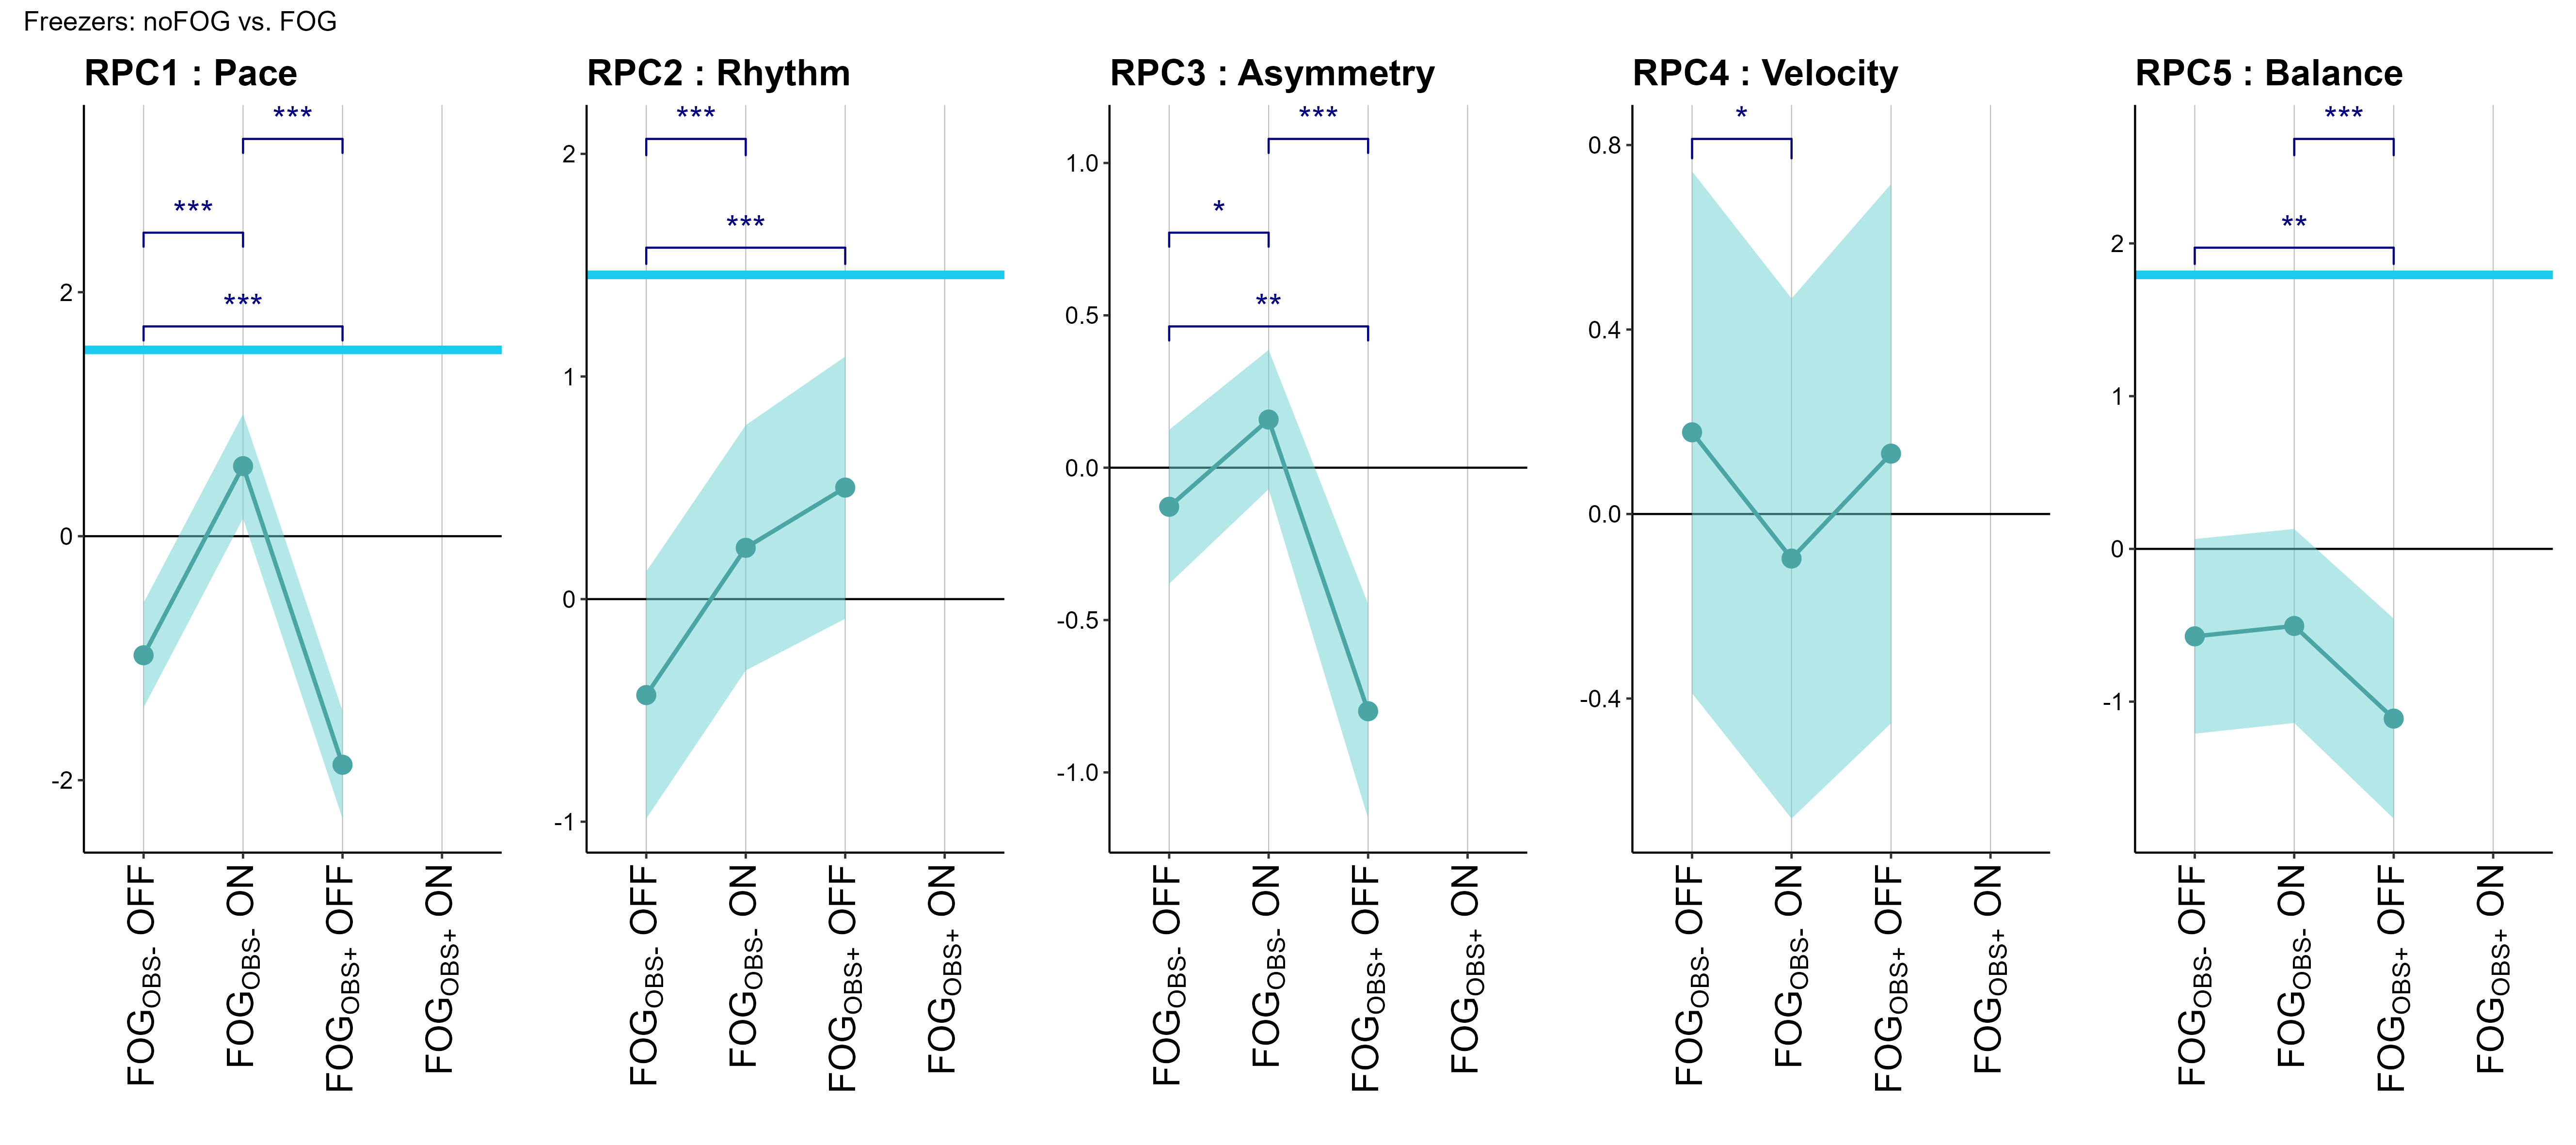 Freezers: noFOG vs. FOG
RPC1 : Pace
***
***
***
2
0
-2
FOGOBS- OFF
FOGOBS- ON
FOGOBS+ OFF
FOGOBS+ ON
RPC2 : Rhythm
***
***
2
1
0
-1
FOGOBS- OFF
FOGOBS- ON
FOGOBS+ OFF
FOGOBS+ ON
RPC3 : Asymmetry
***
*
**
1.0
0.5
0.0
-0.5
-1.0
FOGOBS- OFF
FOGOBS- ON
FOGOBS+ OFF
FOGOBS+ ON
RPC4 : Velocity
*
0.8
0.4
0.0
-0.4
FOGOBS- OFF
FOGOBS- ON
FOGOBS+ OFF
FOGOBS+ ON
RPC5 : Balance
***
**
2
1
0
-1
FOGOBS- OFF
FOGOBS- ON
FOGOBS+ OFF
FOGOBS+ ON